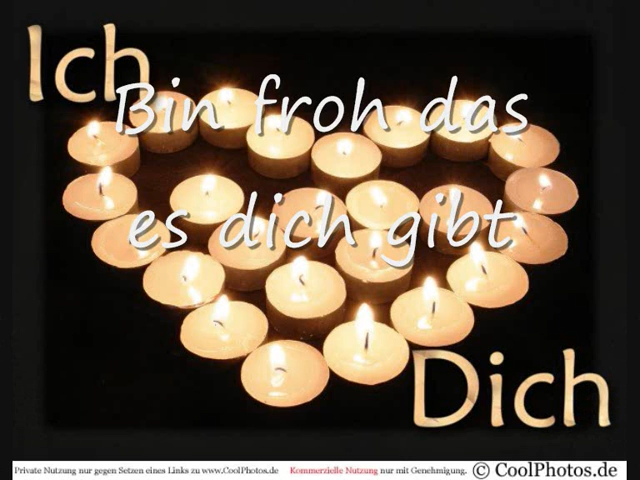 Ich
Bin froh das
es dich gibt
Dich
Private Nutzung nur gegen Setzen eines Links zu www.CoolPhotos.de Kommerzielle Nutzung nur mit Genehmigung. © CoolPhotos.de